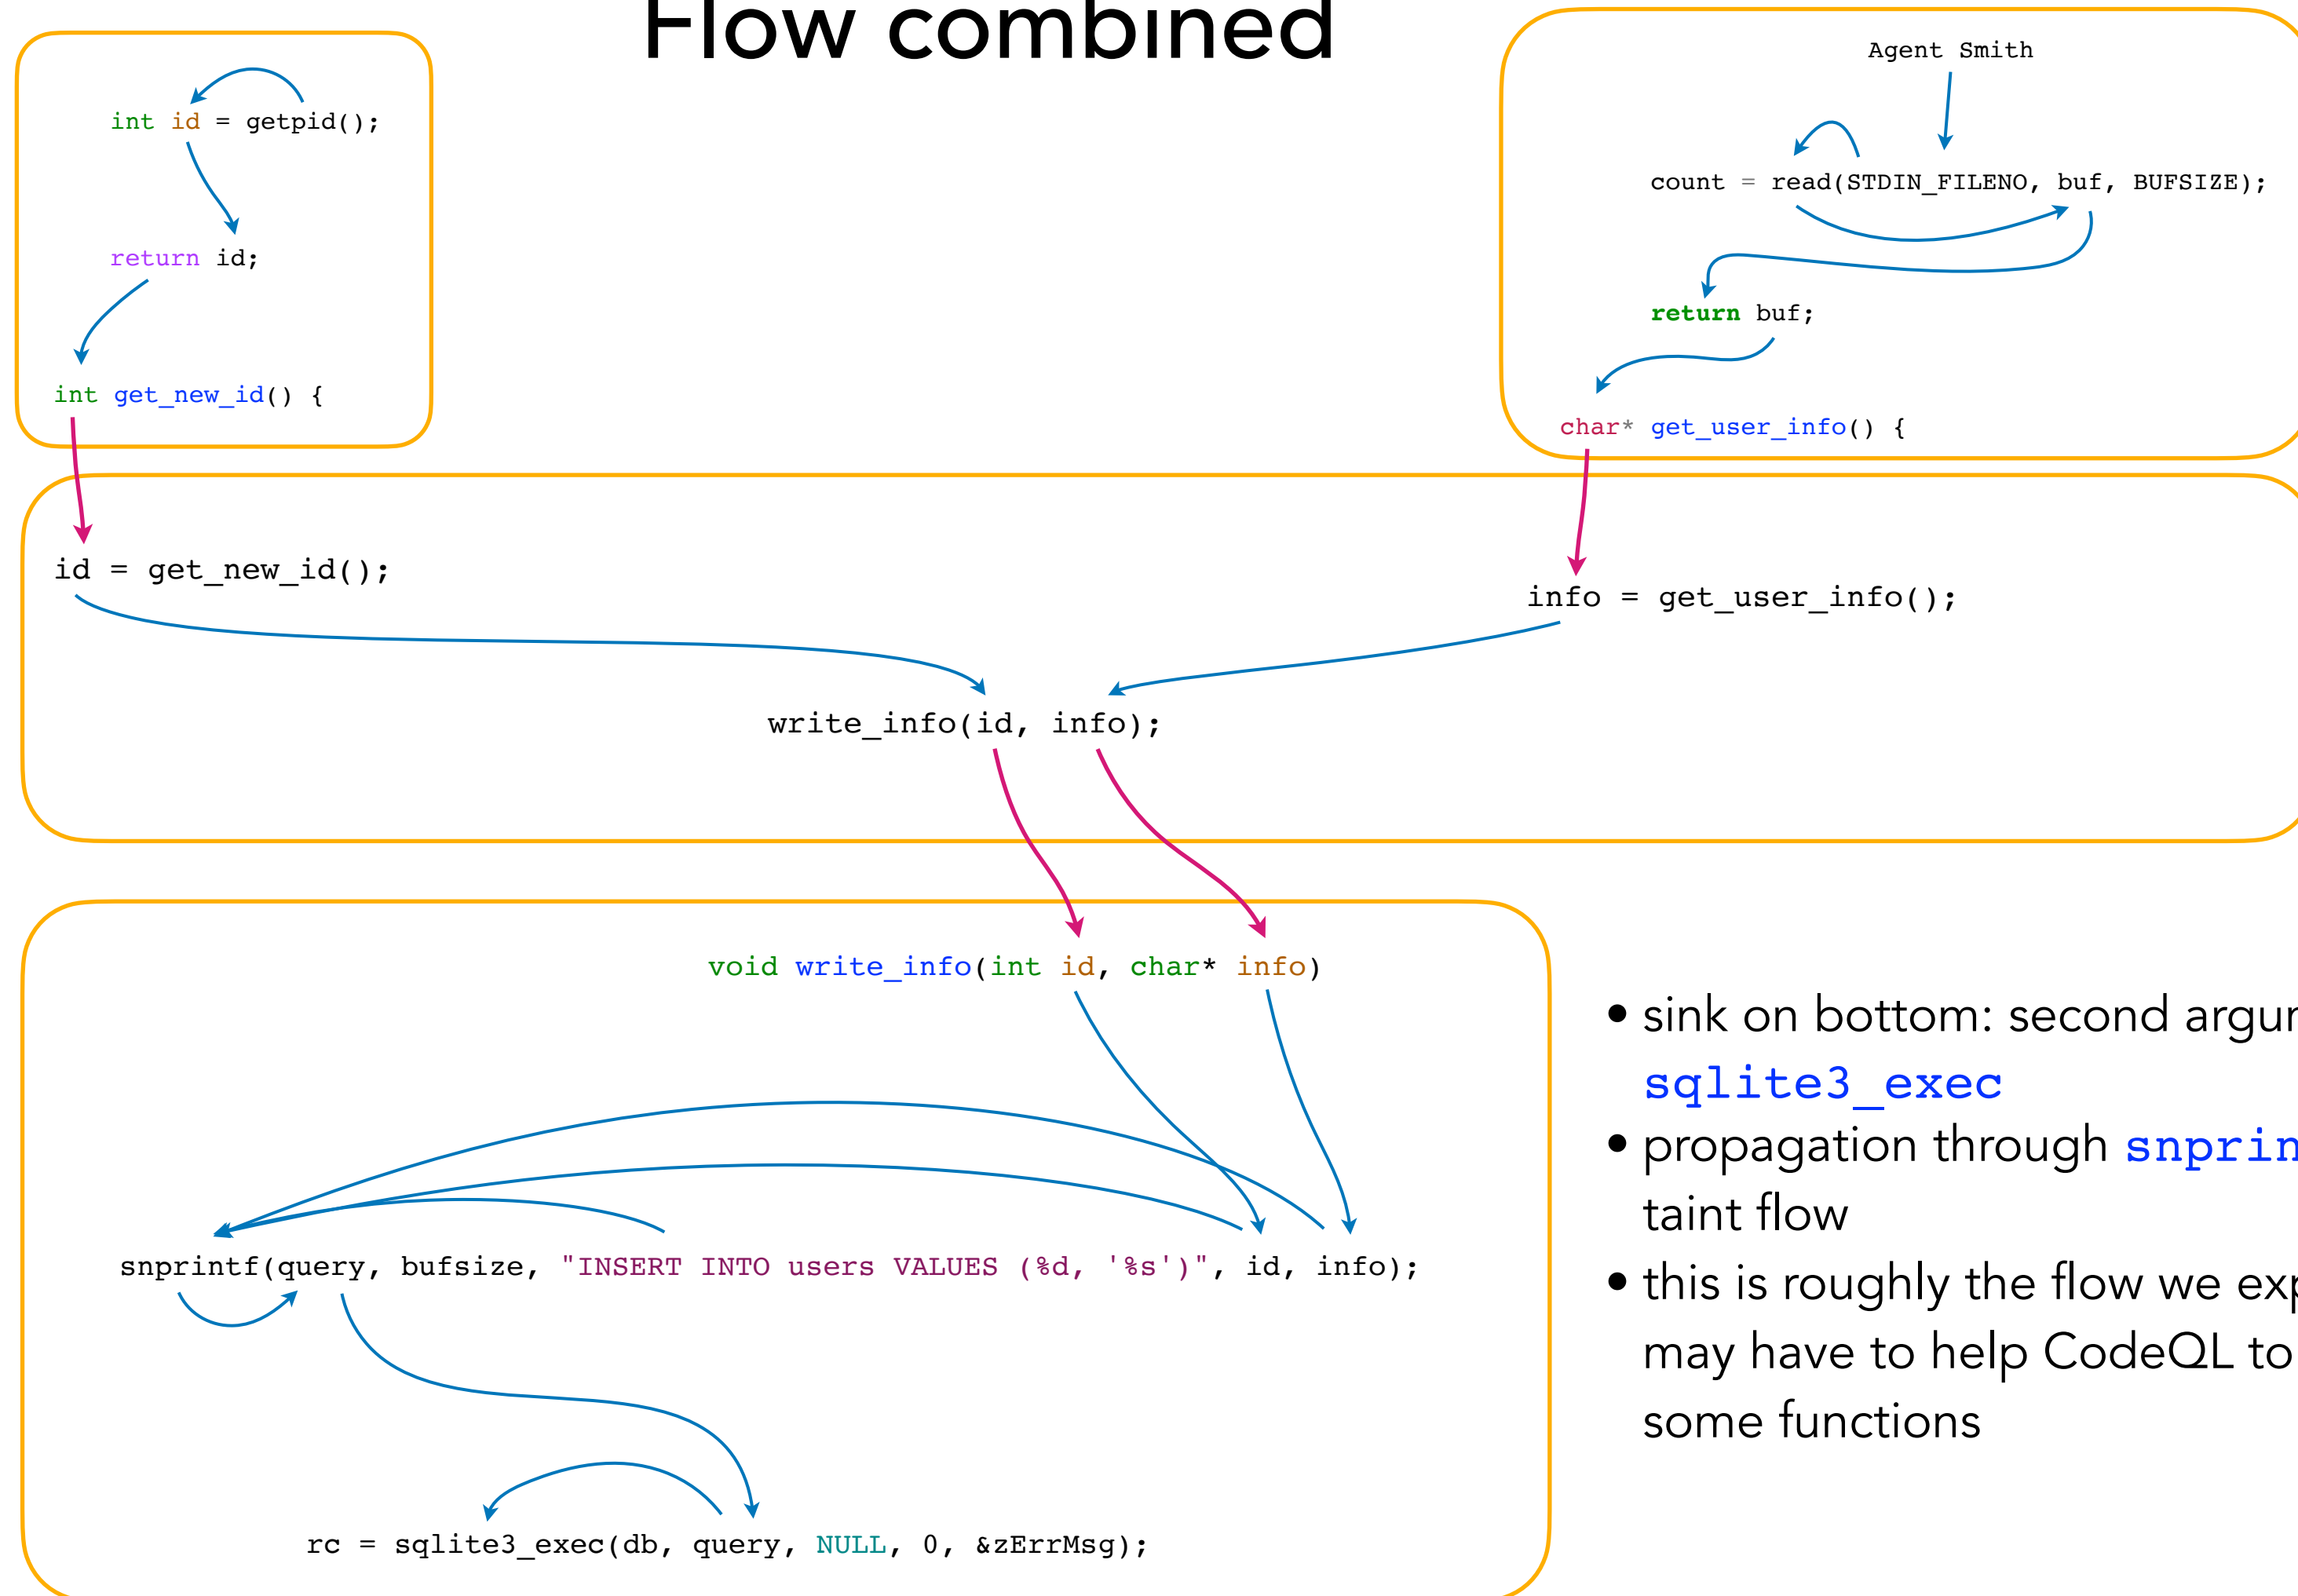 Flow combined
int id = getpid();
return id;
int get_new_id() {
Agent Smith
count = read(STDIN_FILENO, buf, BUFSIZE);
return buf;
char* get_user_info() {
id = get_new_id();
info = get_user_info();
write_info(id, info);
void write_info(int id, char* info)
snprintf(query, bufsize, "INSERT INTO users VALUES (%d, '%s')", id, info);
rc = sqlite3_exec(db, query, NULL, 0, &zErrMsg);
• sink on bottom: second
sqlite3_exec
• propagation through
taint flow
• this is roughly the flow we
may have to help CodeQL to
some functions